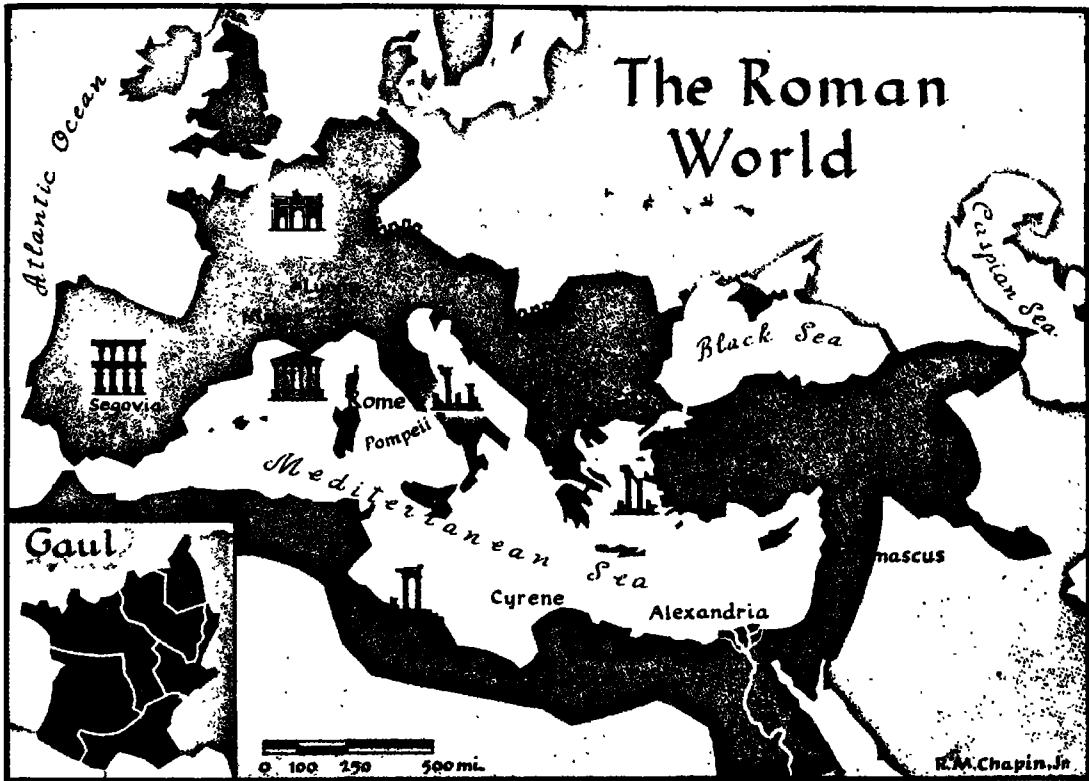 The Roman
World
Atlantic Ocean
Caspian Sea
Black Sea
Segovia
Rome
Pompeii
Mediterranean Sea
mascus
Cyrene
Alexandria
Gaul
0 100 250 500 mi.
R.M.Chapin,Jr